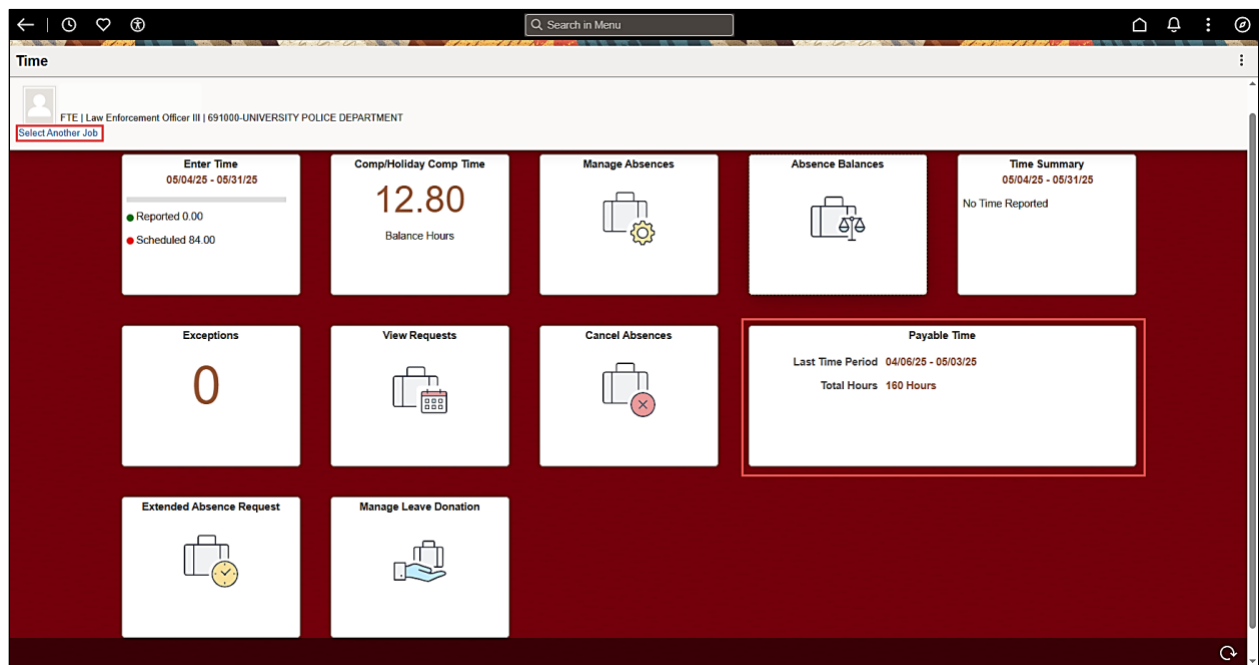 Search in Menu
Time
FTE | Law Enforcement Officer III | 691000-UNIVERSITY POLICE DEPARTMENT
Select Another Job
Enter Time
05/04/25 - 05/31/25
Reported 0.00
Scheduled 84.00
Comp/Holiday Comp Time
12.80
Balance Hours
Manage Absences
Absence Balances
Time Summary
05/04/25 - 05/31/25
No Time Reported
Exceptions
0
View Requests
Cancel Absences
Payable Time
Last Time Period 04/06/25 - 05/03/25
Total Hours 160 Hours
Extended Absence Request
Manage Leave Donation